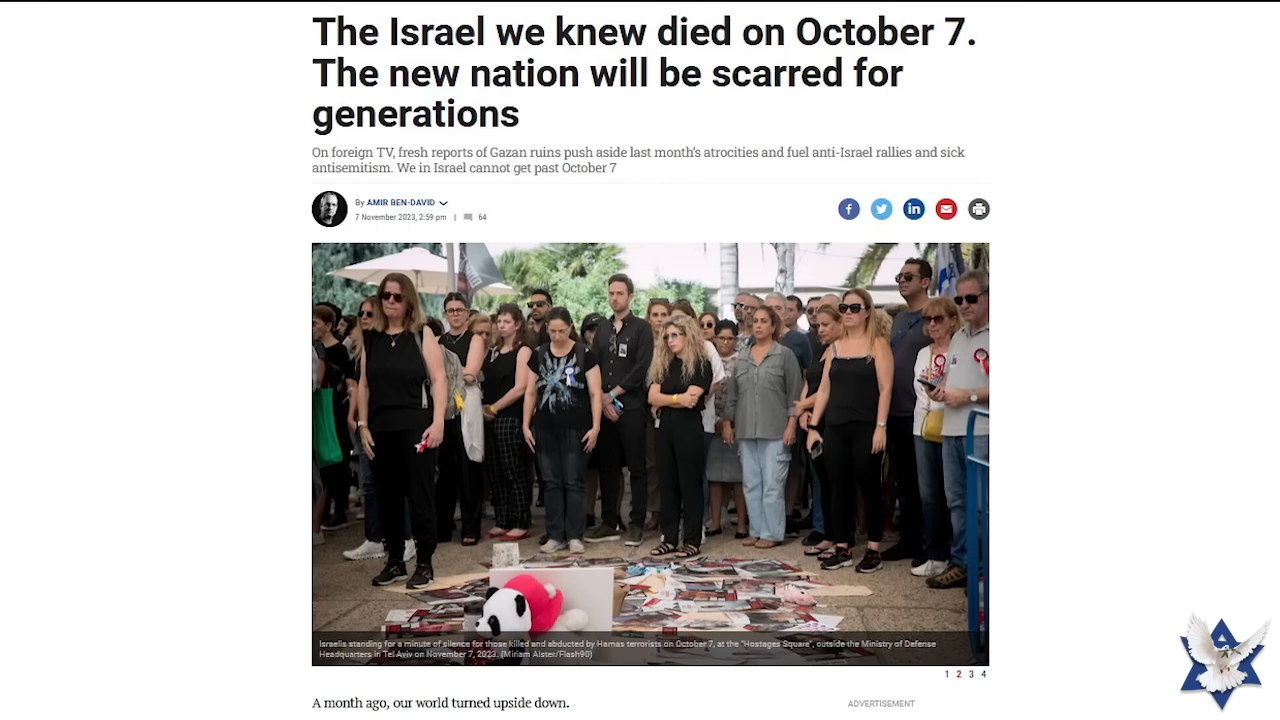 The Israel we knew died on October 7.
The new nation will be scarred for
generations
On foreign TV, fresh reports of Gazan ruins push aside last month's atrocities and fuel anti-Israel rallies and sick
antisemitism. We in Israel cannot get past October 7
By AMIR BEN-DAVID
7 November 2023, 2:59 pm | 64
Israelis standing for a minute of silence for those killed and abducted by Hamas terrorists on October 7, at the "Hostages Square", outside the Ministry of Defense
Headquarters in Tel Aviv on November 7, 2023. (Miriam Alster/Flash90)
1 2 3 4
A month ago, our world turned upside down.
ADVERTISEMENT